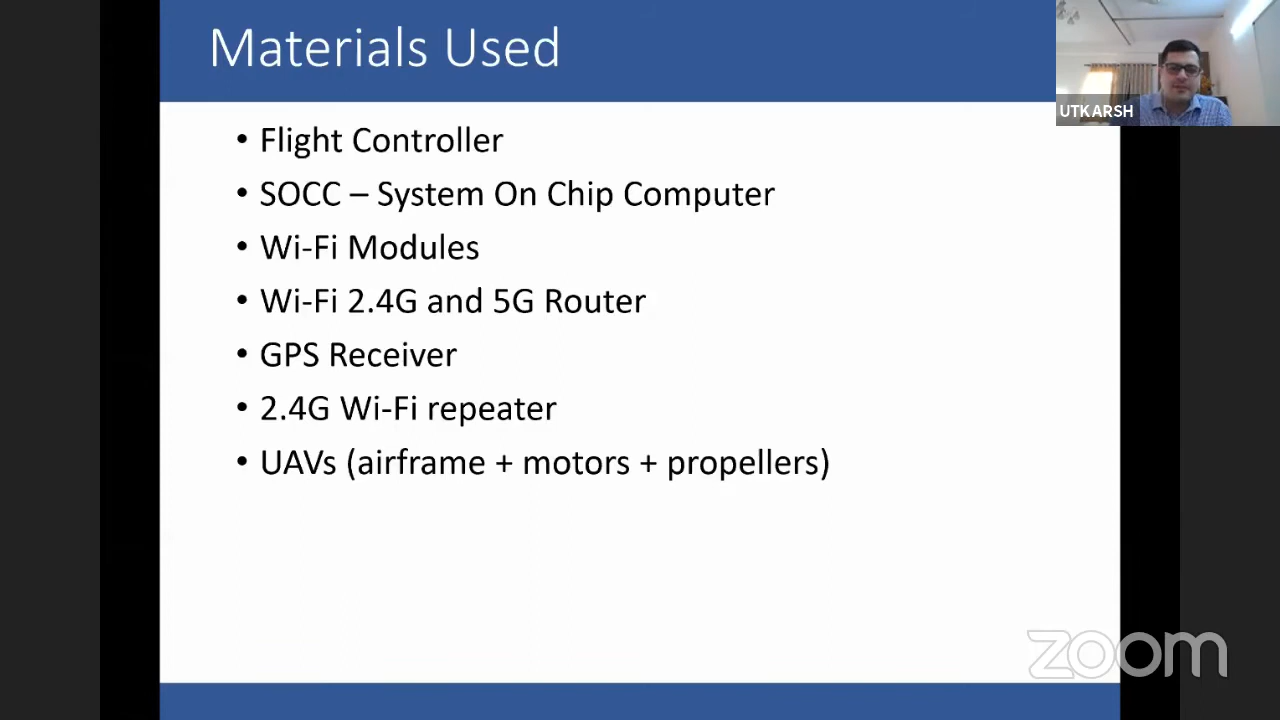 Materials Used
UTKARSH
• Flight Controller
• SOCC – System On Chip Computer
• Wi-Fi Modules
• Wi-Fi 2.4G and 5G Router
• GPS Receiver
• 2.4G Wi-Fi repeater
• UAVs (airframe + motors + propellers)
zoom